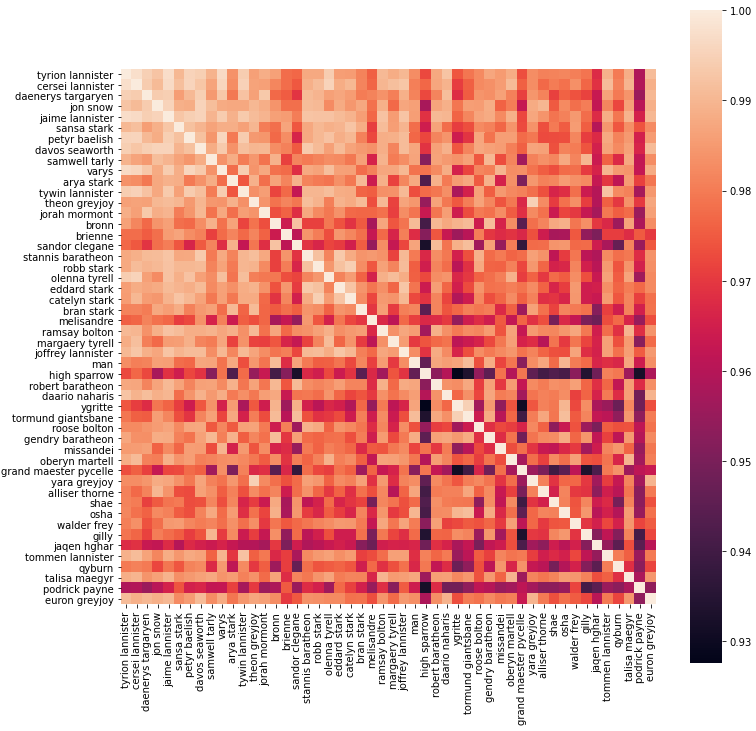 1.00
0.99
0.98
0.97
0.96
0.95
0.94
0.93
tyrion lannister
cersei lannister
daenerys targaryen
jon snow
jaime lannister
sansa stark
petyr baelish
davos seaworth
samwell tarly
varys
arya stark
tywin lannister
theon greyjoy
jorah mormont
bronn
brienne
sandor clegane
stannis baratheon
robb stark
olenna tyrell
eddard stark
catelyn stark
bran stark
melisandre
ramsay bolton
margaery tyrell
joffrey lannister
man
high sparrow
robert baratheon
daario naharis
ygritte
tormund giantsbane
roose bolton
gendry baratheon
missandei
oberyn martell
grand maester pycelle
yara greyjoy
alliser thorne
shae
osha
walder frey
gilly
jaqen hghar
tommen lannister
qyburn
talisa maegyr
podrick payne
euron greyjoy
tyrion lannister
cersei lannister
daenerys targaryen
jon snow
jaime lannister
sansa stark
petyr baelish
davos seaworth
samwell tarly
varys
arya stark
tywin lannister
theon greyjoy
jorah mormont
bronn
brienne
sandor clegane
stannis baratheon
robb stark
olenna tyrell
eddard stark
catelyn stark
bran stark
melisandre
ramsay bolton
margaery tyrell
joffrey lannister
man
high sparrow
robert baratheon
daario naharis
ygritte
tormund giantsbane
roose bolton
gendry baratheon
missandei
oberyn martell
grand maester pycelle
yara greyjoy
alliser thorne
shae
osha
walder frey
gilly
jaqen hghar
tommen lannister
qyburn
talisa maegyr
podrick payne
euron greyjoy